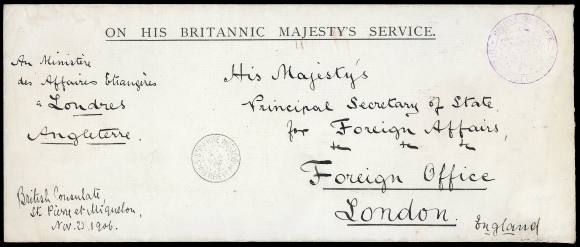 ON HIS BRITANNIC MAJESTY'S SERVICE.
Au Ministère
des Affaires Etrangères
à Londres
Angleterre.
His Majesty's
Principal Secretary of State
for Foreign Affairs,
&c &c &c
Foreign Office
London.
England
British Consulate,
St. Pierre et Miquelon,
Nov. 23 1906.